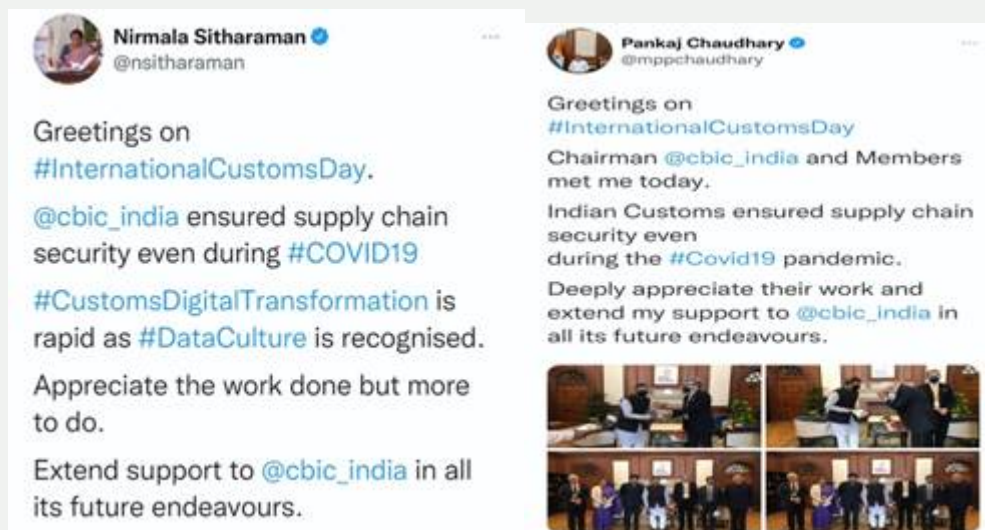 Nirmala Sitharaman
@nsitharaman
Greetings on
#InternationalCustomsDay.
@cbic_india ensured supply chain
security even during #COVID19
#CustomsDigitalTransformation is
rapid as #DataCulture is recognised.
Appreciate the work done but more
to do.
Extend support to @cbic_india in all
its future endeavours.
Pankaj Chaudhary
@mppchaudhary
Greetings on
#InternationalCustomsDay
Chairman @cbic_india and Members
met me today.
Indian Customs ensured supply chain
security even
during the #Covid19 pandemic.
Deeply appreciate their work and
extend my support to @cbic_india in
all its future endeavours.